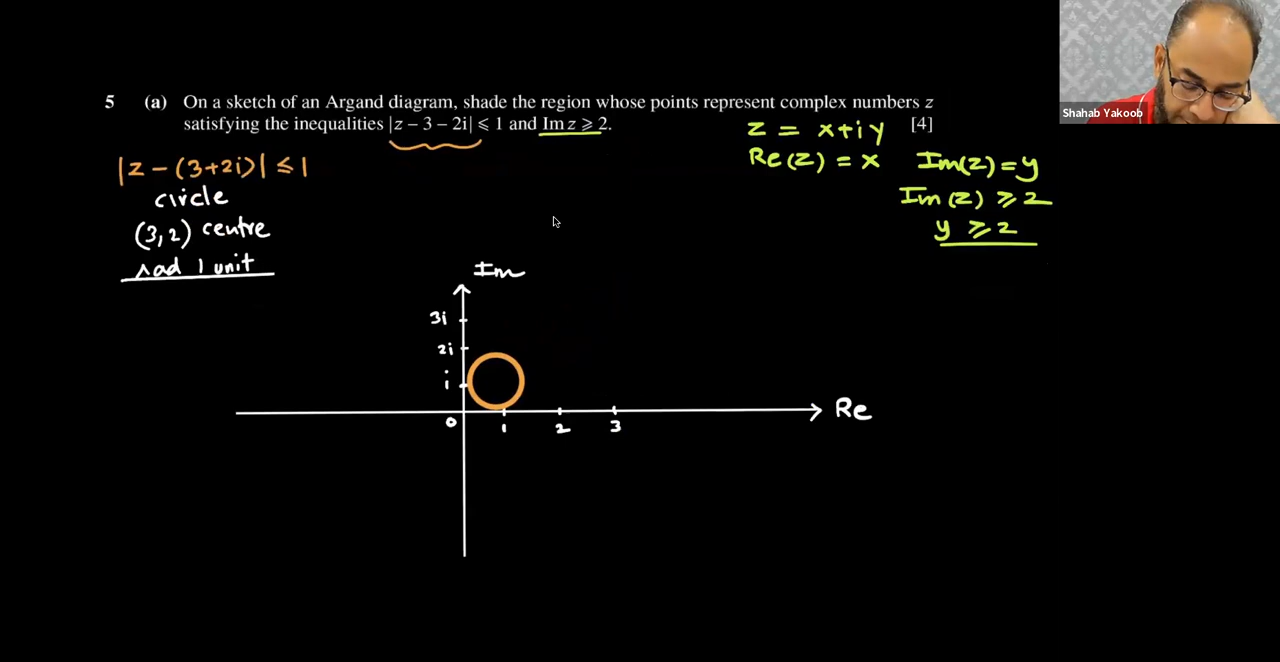 Shahab Yakoob
5 (a) On a sketch of an Argand diagram, shade the region whose points represent complex numbers z
satisfying the inequalities |z − 3 − 2i| ⩽ 1 and Im z ⩾ 2. [4]
z = x+iy
Re(z) = x
Im(z) = y
Im(z) ⩾ 2
y ⩾ 2
|z − (3+2i)| ⩽ 1
circle
(3,2) centre
rad 1 unit
Im
3i
2i
i
Re
0 1 2 3